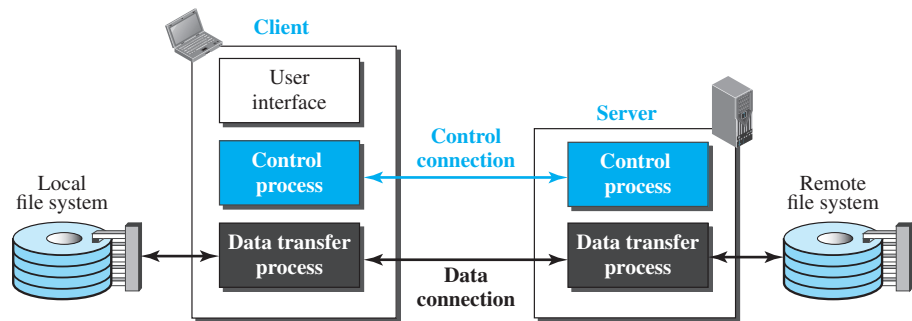 Client
User
interface
Control
process
Data transfer
process
Control
connection
Data
connection
Server
Control
process
Data transfer
process
Local
file system
Remote
file system